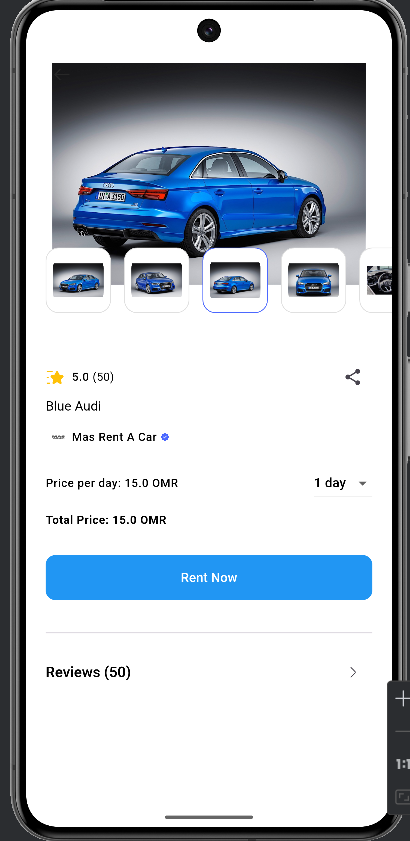 5.0 (50)
Blue Audi
Mas Rent A Car
Price per day: 15.0 OMR
1 day
Total Price: 15.0 OMR
Rent Now
Reviews (50)